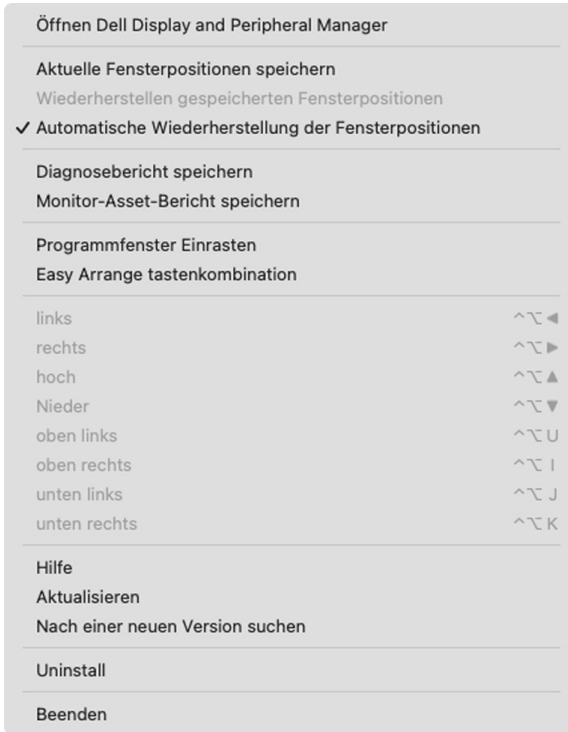 Öffnen Dell Display and Peripheral Manager
Aktuelle Fensterpositionen speichern
Wiederherstellen gespeicherten Fensterpositionen
✓ Automatische Wiederherstellung der Fensterpositionen
Diagnosebericht speichern
Monitor-Asset-Bericht speichern
Programmfenster Einrasten
Easy Arrange tastenkombination
links ^⌥◀
rechts ^⌥▶
hoch ^⌥▲
Nieder ^⌥▼
oben links ^⌥U
oben rechts ^⌥I
unten links ^⌥J
unten rechts ^⌥K
Hilfe
Aktualisieren
Nach einer neuen Version suchen
Uninstall
Beenden